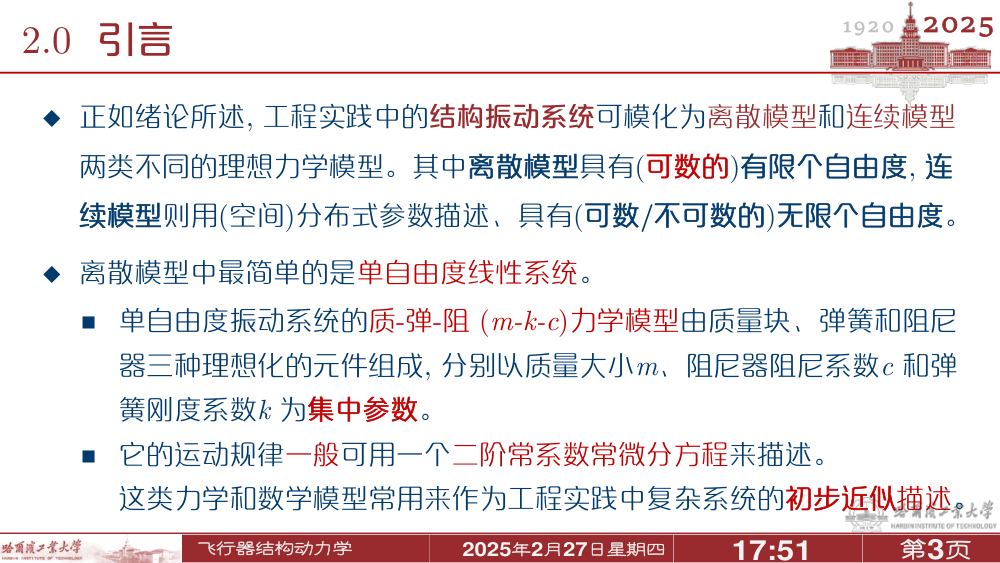 2.0 引言
1920 2025
正如绪论所述, 工程实践中的结构振动系统可模化为离散模型和连续模型
两类不同的理想力学模型。其中离散模型具有(可数的)有限个自由度, 连
续模型则用(空间)分布式参数描述、具有(可数/不可数的)无限个自由度。
离散模型中最简单的是单自由度线性系统。
单自由度振动系统的质-弹-阻 (m-k-c)力学模型由质量块、弹簧和阻尼
器三种理想化的元件组成, 分别以质量大小m、阻尼器阻尼系数c 和弹
簧刚度系数k 为集中参数。
它的运动规律一般可用一个二阶常系数常微分方程来描述。
这类力学和数学模型常用来作为工程实践中复杂系统的初步近似描述。
哈爾濱工業大學
HARBIN INSTITUTE OF TECHNOLOGY
哈爾濱工業大學
HARBIN INSTITUTE OF TECHNOLOGY
飞行器结构动力学
2025年2月27日星期四
17:51
第3页